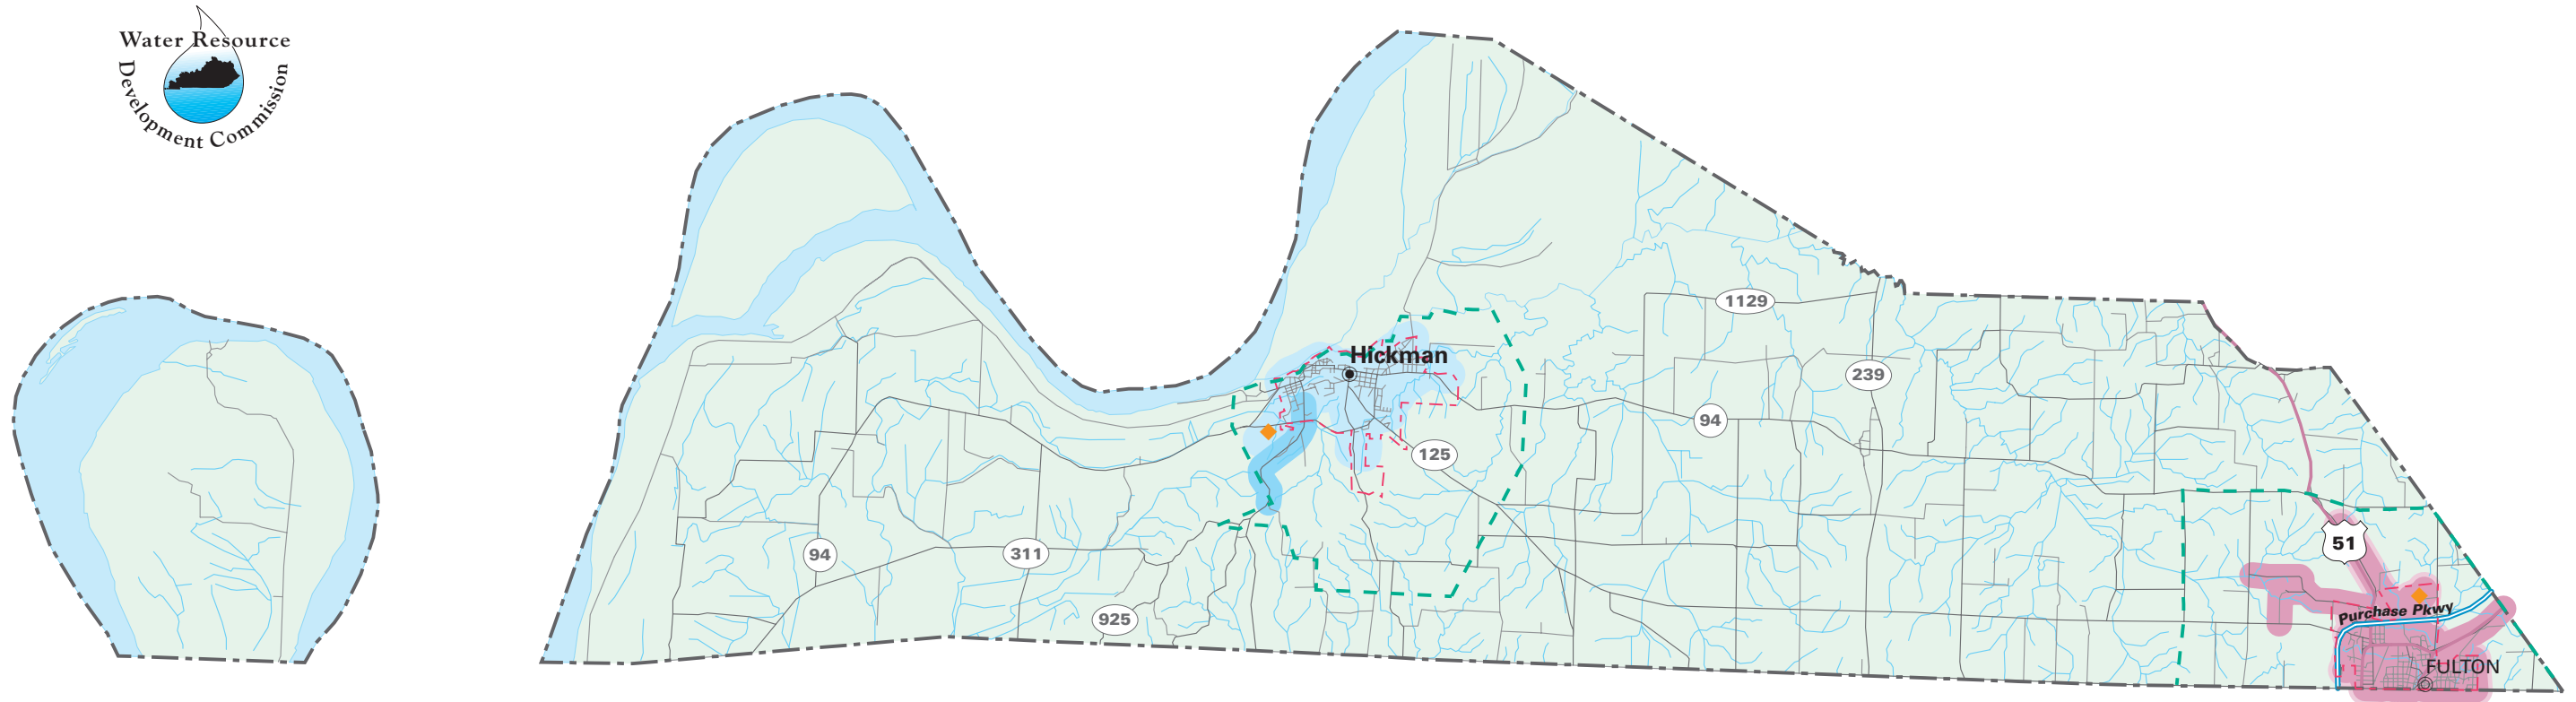 Water Resource
Development Commission
1129
Hickman
239
94
125
51
94
311
925
Purchase Pkwy
FULTON